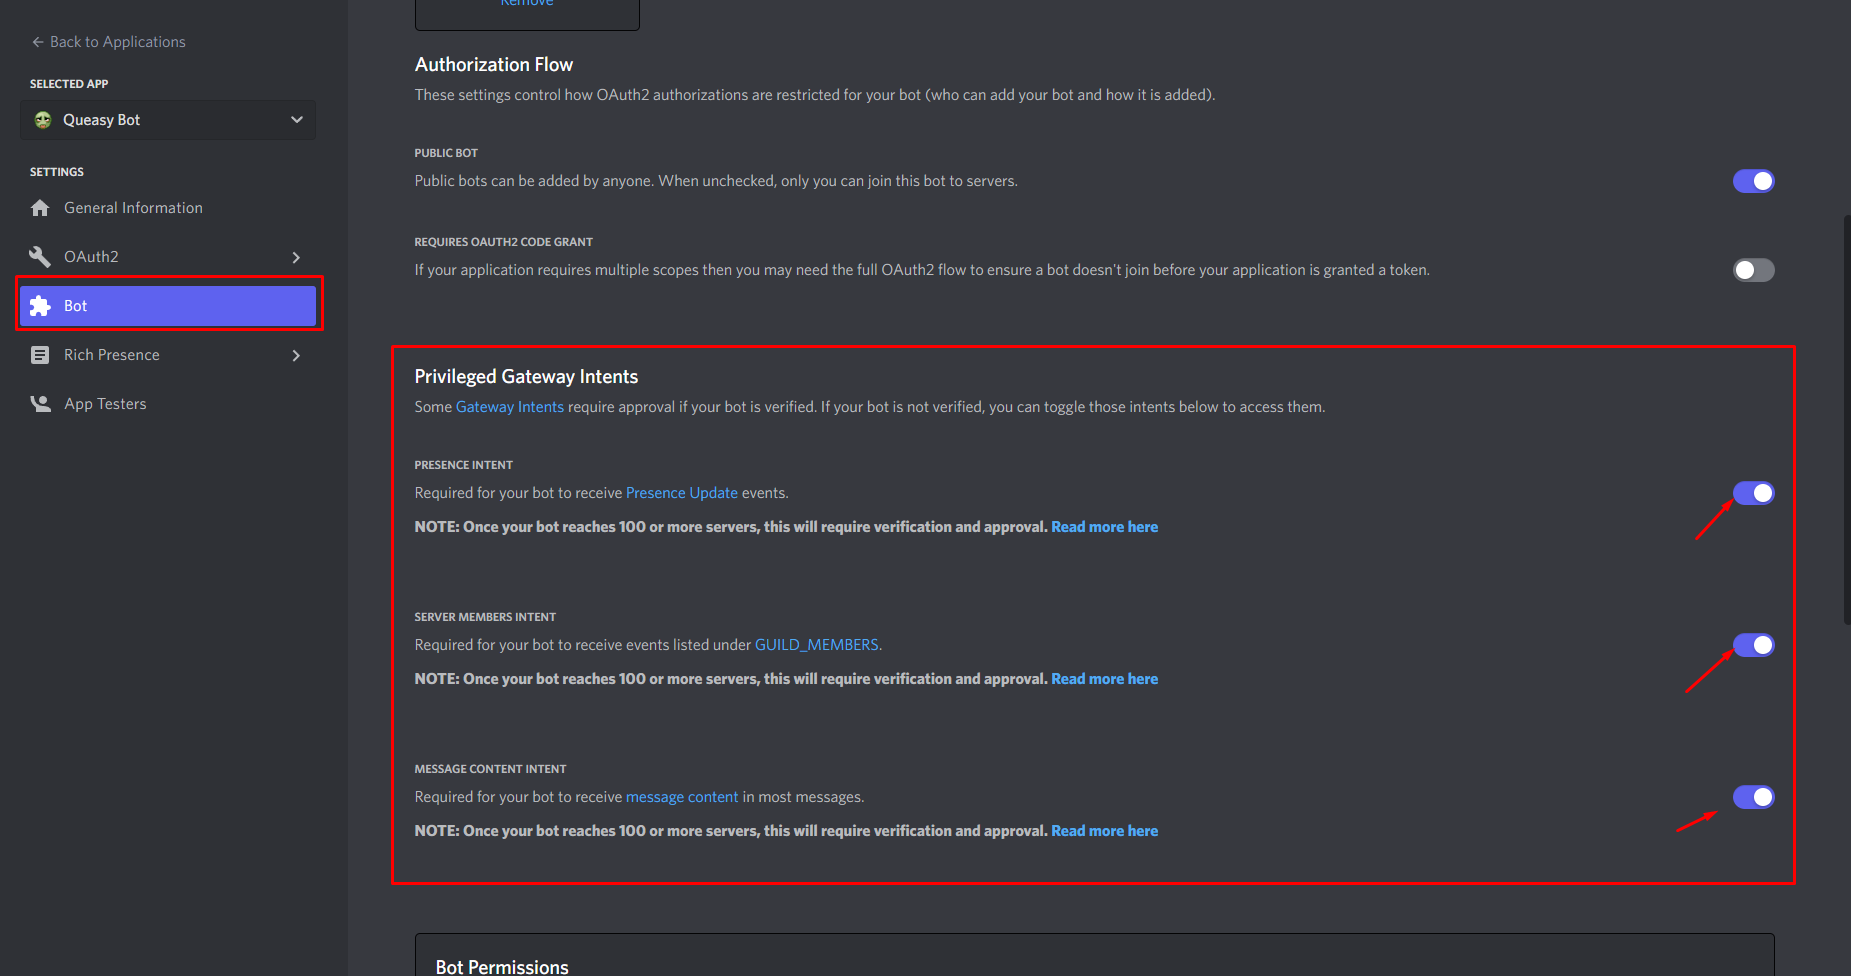 Remove
← Back to Applications
SELECTED APP
Queasy Bot
SETTINGS
General Information
OAuth2
Bot
Rich Presence
App Testers
Authorization Flow
These settings control how OAuth2 authorizations are restricted for your bot (who can add your bot and how it is added).
PUBLIC BOT
Public bots can be added by anyone. When unchecked, only you can join this bot to servers.
REQUIRES OAUTH2 CODE GRANT
If your application requires multiple scopes then you may need the full OAuth2 flow to ensure a bot doesn't join before your application is granted a token.
Privileged Gateway Intents
Some Gateway Intents require approval if your bot is verified. If your bot is not verified, you can toggle those intents below to access them.
PRESENCE INTENT
Required for your bot to receive Presence Update events.
NOTE: Once your bot reaches 100 or more servers, this will require verification and approval. Read more here
SERVER MEMBERS INTENT
Required for your bot to receive events listed under GUILD_MEMBERS.
NOTE: Once your bot reaches 100 or more servers, this will require verification and approval. Read more here
MESSAGE CONTENT INTENT
Required for your bot to receive message content in most messages.
NOTE: Once your bot reaches 100 or more servers, this will require verification and approval. Read more here
Bot Permissions